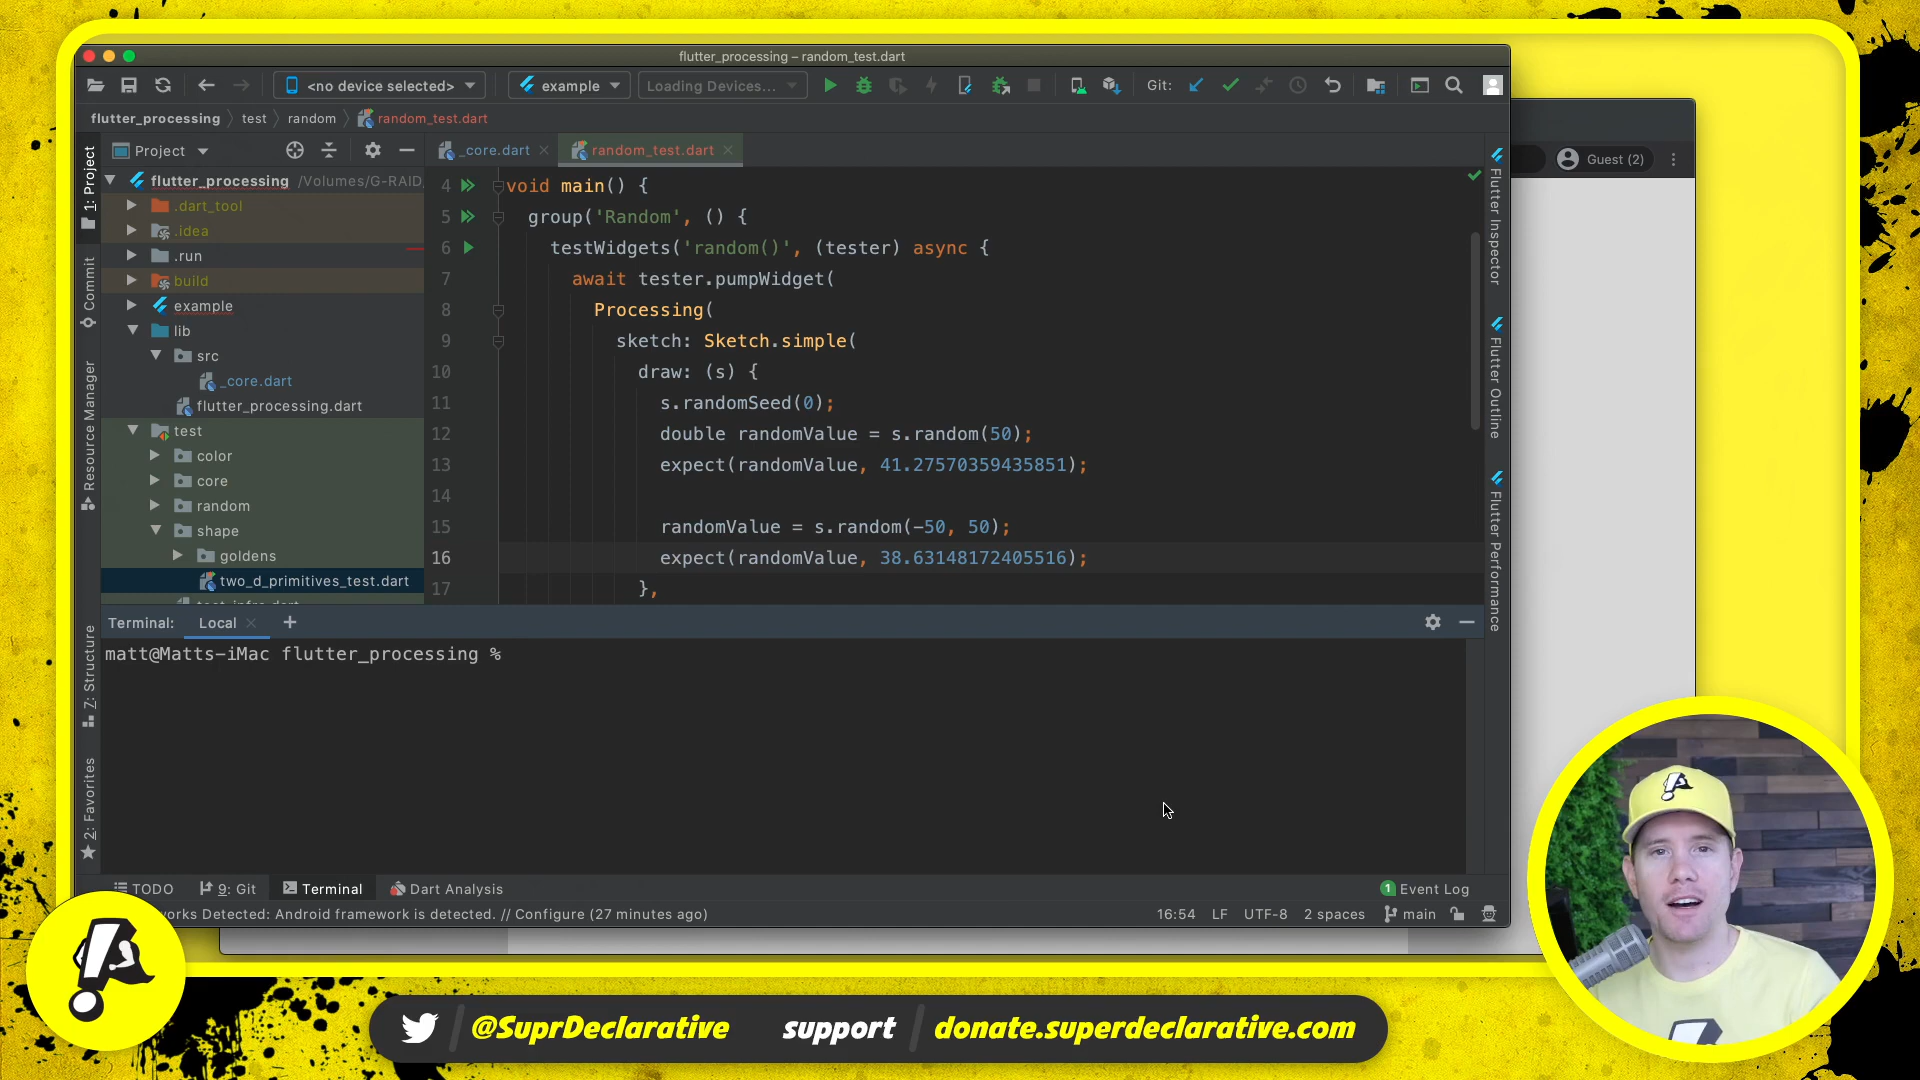 flutter_processing – random_test.dart
<no device selected>
example
Loading Devices...
Git:
flutter_processing
test
random
random_test.dart
Guest (2)
1: Project
Commit
Resource Manager
7: Structure
2: Favorites
Project
flutter_processing /Volumes/G-RAID,
.dart_tool
.idea
.run
build
example
lib
src
_core.dart
flutter_processing.dart
test
color
core
random
shape
goldens
two_d_primitives_test.dart
_core.dart
random_test.dart
4 void main() {
5 group('Random', () {
6 testWidgets('random()', (tester) async {
7 await tester.pumpWidget(
8 Processing(
9 sketch: Sketch.simple(
10 draw: (s) {
11 s.randomSeed(0);
12 double randomValue = s.random(50);
13 expect(randomValue, 41.27570359435851);
14
15 randomValue = s.random(-50, 50);
16 expect(randomValue, 38.63148172405516);
17 },
Flutter Inspector
Flutter Outline
Flutter Performance
Terminal: Local +
matt@Matts-iMac flutter_processing %
TODO
9: Git
Terminal
Dart Analysis
1 Event Log
works Detected: Android framework is detected. // Configure (27 minutes ago)
16:54 LF UTF-8 2 spaces main
@SuprDeclarative
support
donate.superdeclarative.com